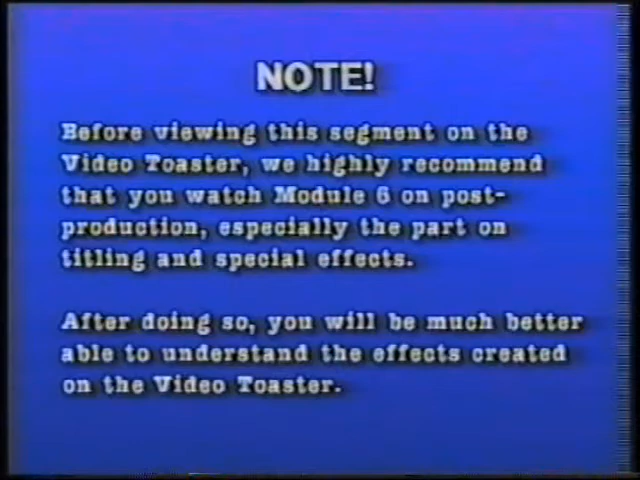 NOTE!
Before viewing this segment on the
Video Toaster, we highly recommend
that you watch Module 6 on post-
production, especially the part on
titling and special effects.
After doing so, you will be much better
able to understand the effects created
on the Video Toaster.